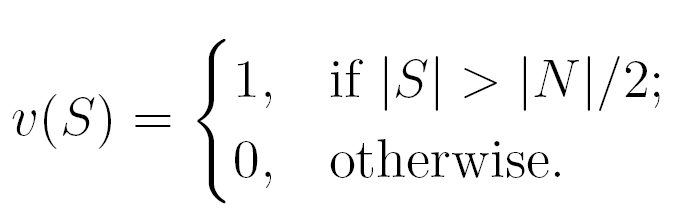 v(S) = { 1, if |S| > |N|/2;
0, otherwise.